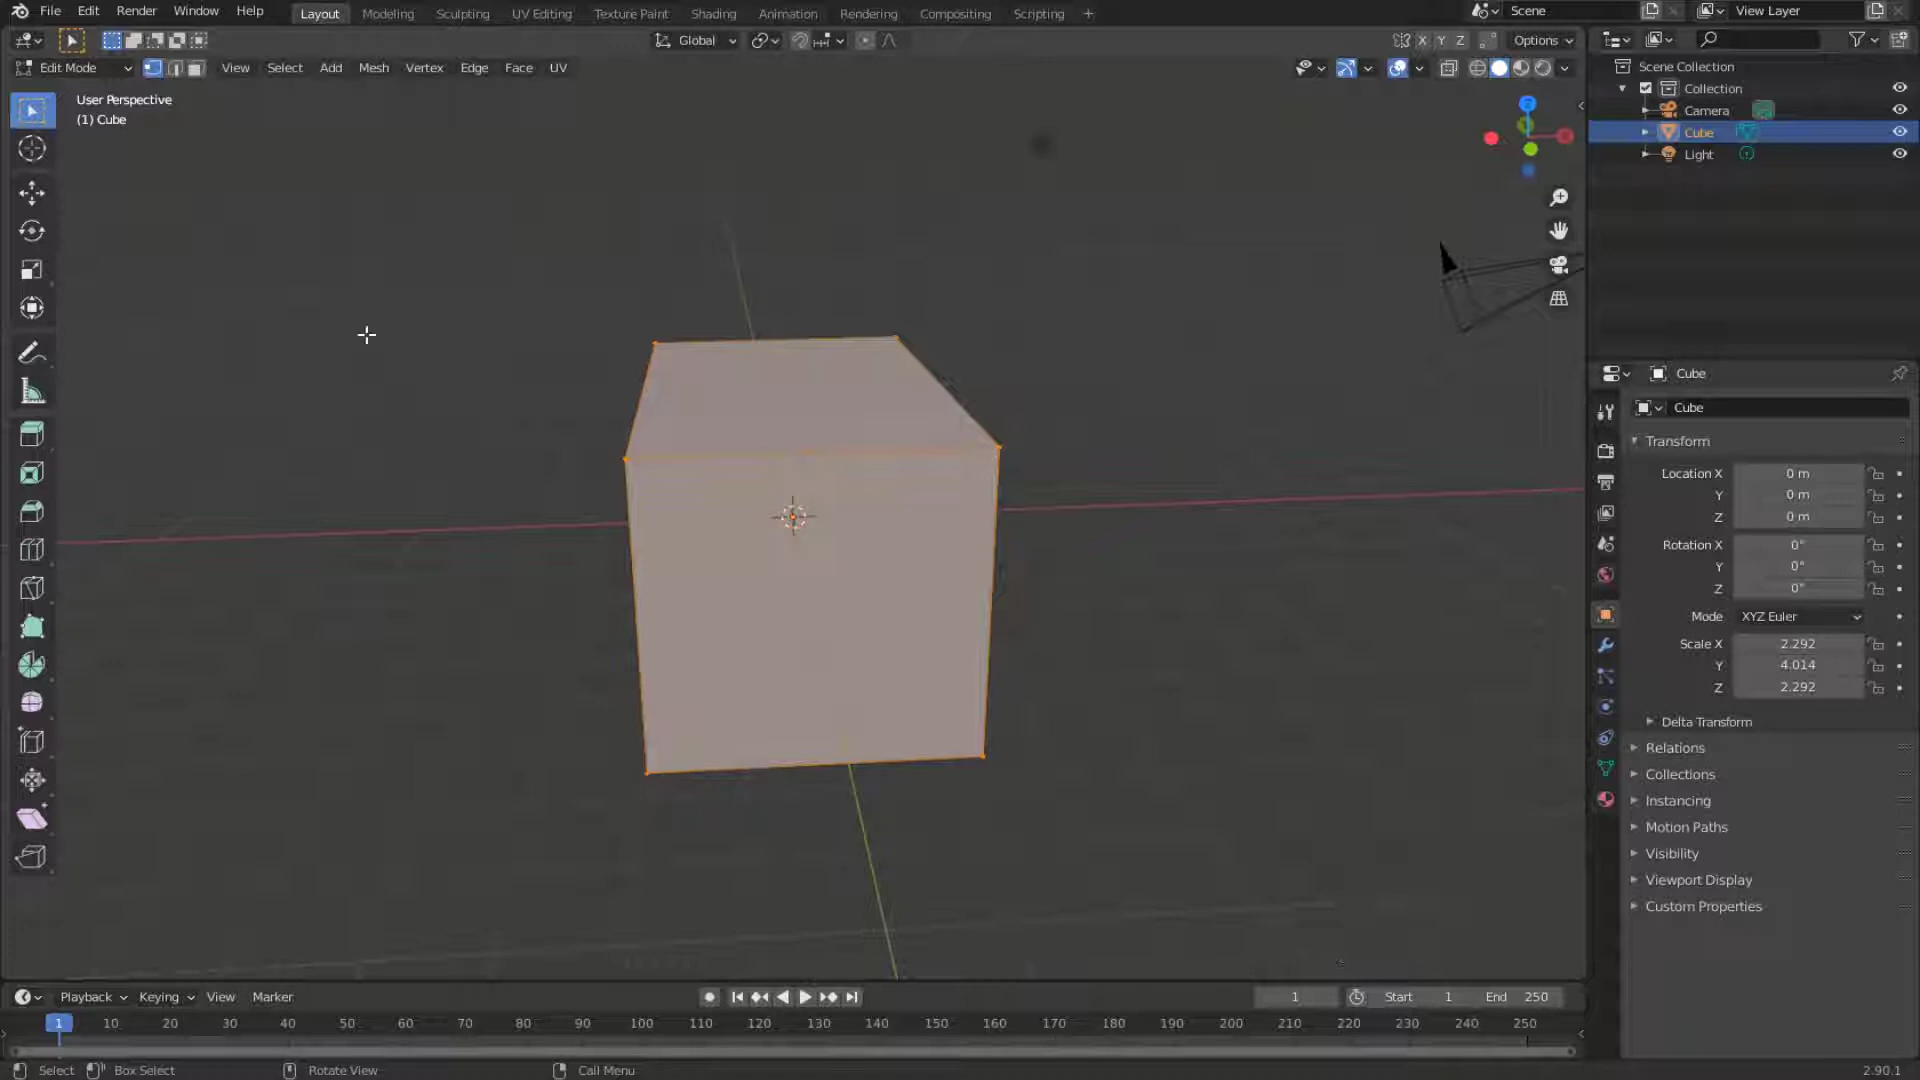 File Edit Render Window Help Layout Modeling Sculpting UV Editing Texture Paint Shading Animation Rendering Compositing Scripting + Scene View Layer
Global X Y Z Options
Edit Mode View Select Add Mesh Vertex Edge Face UV
User Perspective
(1) Cube
Scene Collection
Collection
Camera
Cube
Light
Cube
Cube
Transform
Location X 0 m
Y 0 m
Z 0 m
Rotation X 0°
Y 0°
Z 0°
Mode XYZ Euler
Scale X 2.292
Y 4.014
Z 2.292
Delta Transform
Relations
Collections
Instancing
Motion Paths
Visibility
Viewport Display
Custom Properties
Playback Keying View Marker 1 Start 1 End 250
1 10 20 30 40 50 60 70 80 90 100 110 120 130 140 150 160 170 180 190 200 210 220 230 240 250
Select Box Select Rotate View Call Menu 2.90.1